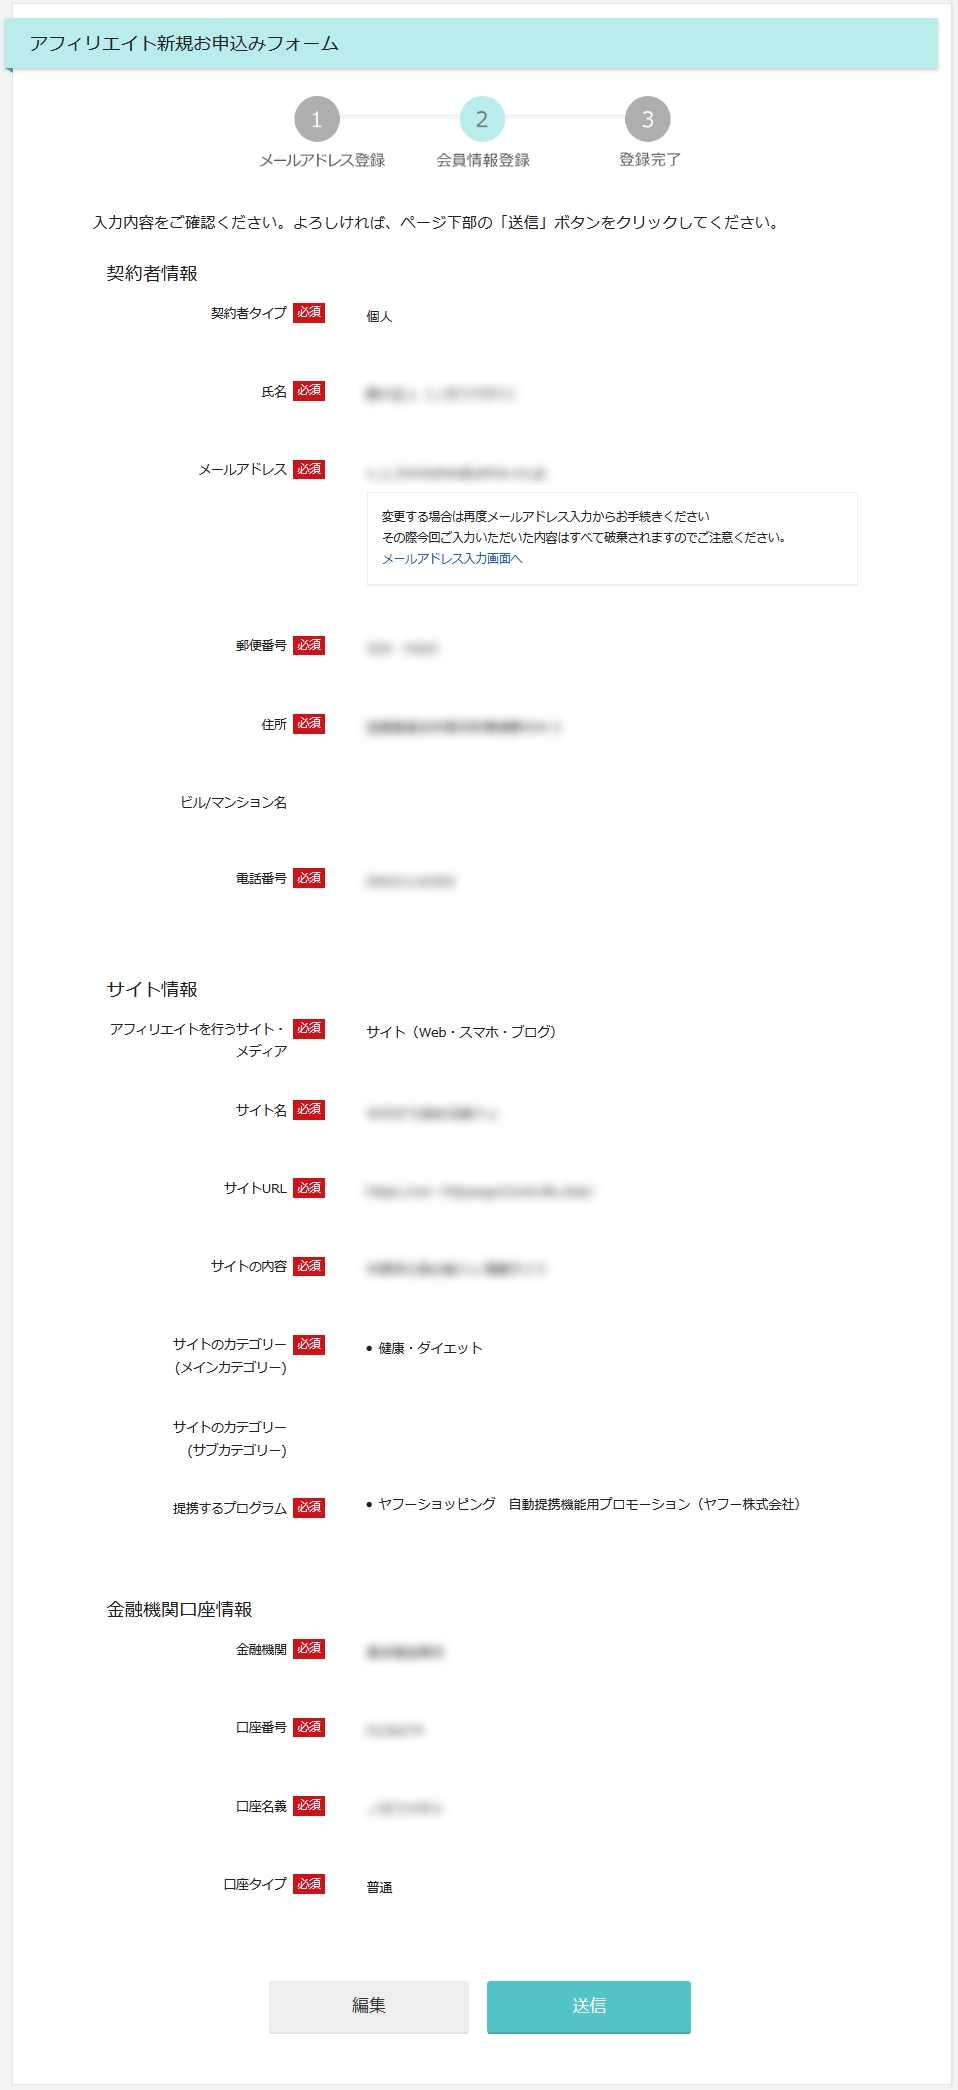 アフィリエイト新規お申込みフォーム
1
2
3
メールアドレス登録
会員情報登録
登録完了
入力内容をご確認ください。よろしければ、ページ下部の「送信」ボタンをクリックしてください。
契約者情報
契約者タイプ 必須 個人
氏名 必須
メールアドレス 必須
変更する場合は再度メールアドレス入力からお手続きください
その際今回ご入力いただいた内容はすべて破棄されますのでご注意ください。
メールアドレス入力画面へ
郵便番号 必須
住所 必須
ビル/マンション名
電話番号 必須
サイト情報
アフィリエイトを行うサイト・ 必須 サイト（Web・スマホ・ブログ）
メディア
サイト名 必須
サイトURL 必須
サイトの内容 必須
サイトのカテゴリー 必須 • 健康・ダイエット
(メインカテゴリー)
サイトのカテゴリー
(サブカテゴリー)
提携するプログラム 必須 • ヤフーショッピング　自動提携機能用プロモーション（ヤフー株式会社）
金融機関口座情報
金融機関 必須
口座番号 必須
口座名義 必須
口座タイプ 必須 普通
編集
送信